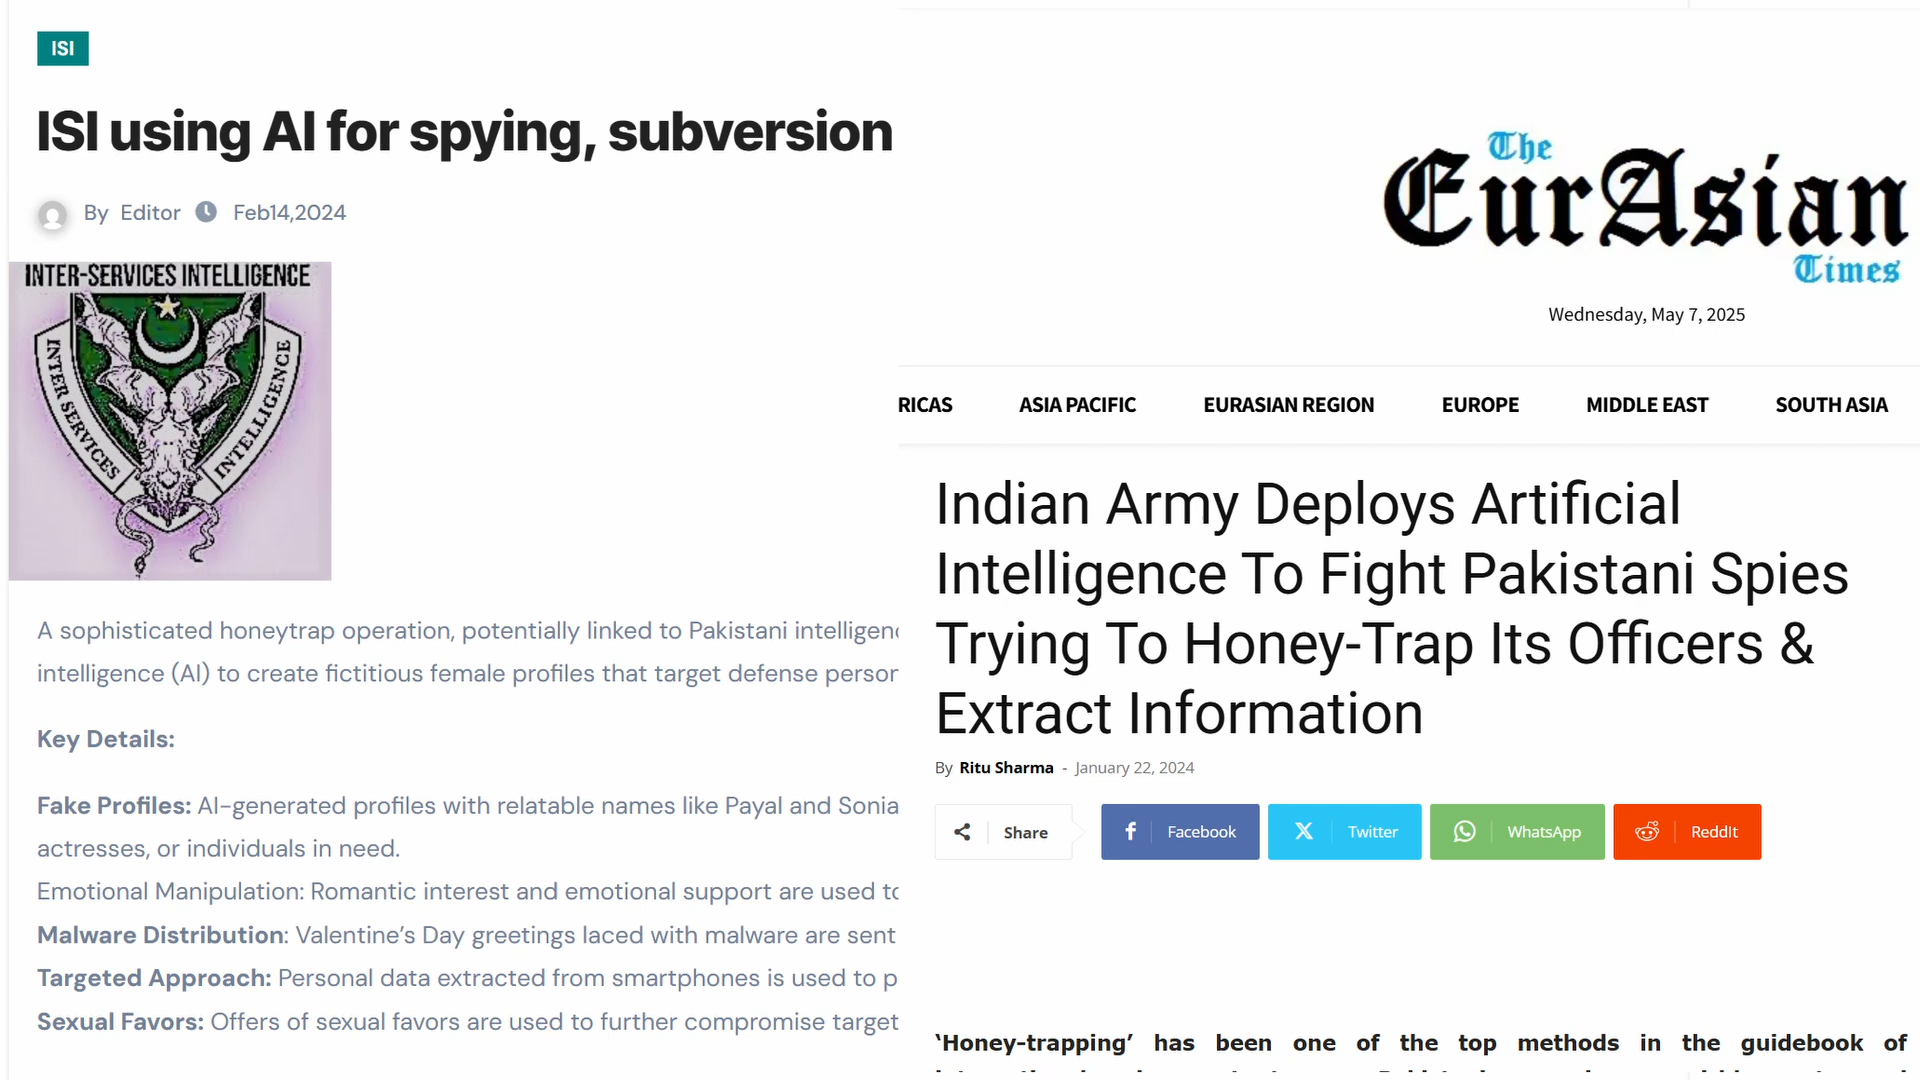 ISI
ISI using AI for spying, subversion
By Editor Feb14,2024
INTER-SERVICES INTELLIGENCE
INTER SERVICES
INTELLIGENCE
A sophisticated honeytrap operation, potentially linked to Pakistani
intelligence (AI) to create fictitious female profiles that target defense
Key Details:
Fake Profiles: AI-generated profiles with relatable names like Payal and Sonia
actresses, or individuals in need.
Emotional Manipulation: Romantic interest and emotional support are used
Malware Distribution: Valentine's Day greetings laced with malware are sent
Targeted Approach: Personal data extracted from smartphones is used to
Sexual Favors: Offers of sexual favors are used to further compromise
The
EurAsian
Times
Wednesday, May 7, 2025
RICAS ASIA PACIFIC EURASIAN REGION EUROPE MIDDLE EAST SOUTH ASIA
Indian Army Deploys Artificial
Intelligence To Fight Pakistani Spies
Trying To Honey-Trap Its Officers &
Extract Information
By Ritu Sharma - January 22, 2024
Share Facebook Twitter WhatsApp ReddIt
‘Honey-trapping’ has been one of the top methods in the guidebook of